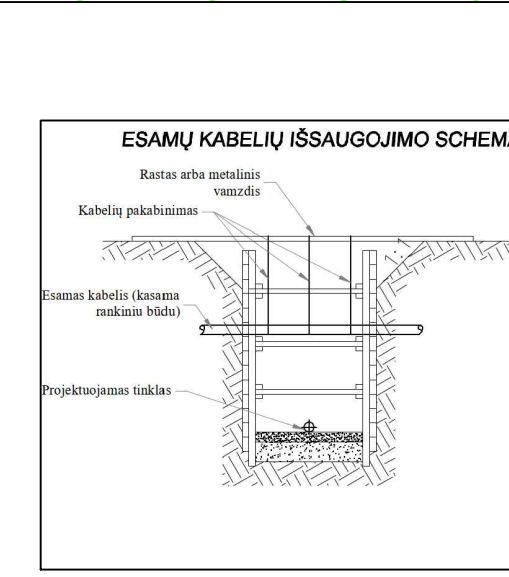 ESAMŲ KABELIŲ IŠSAUGOJIMO SCHEMA
Rastas arba metalinis
vamzdis
Kabelių pakabinimas
Esamas kabelis (kasama
rankiniu būdu)
Projektuojamas tinklas